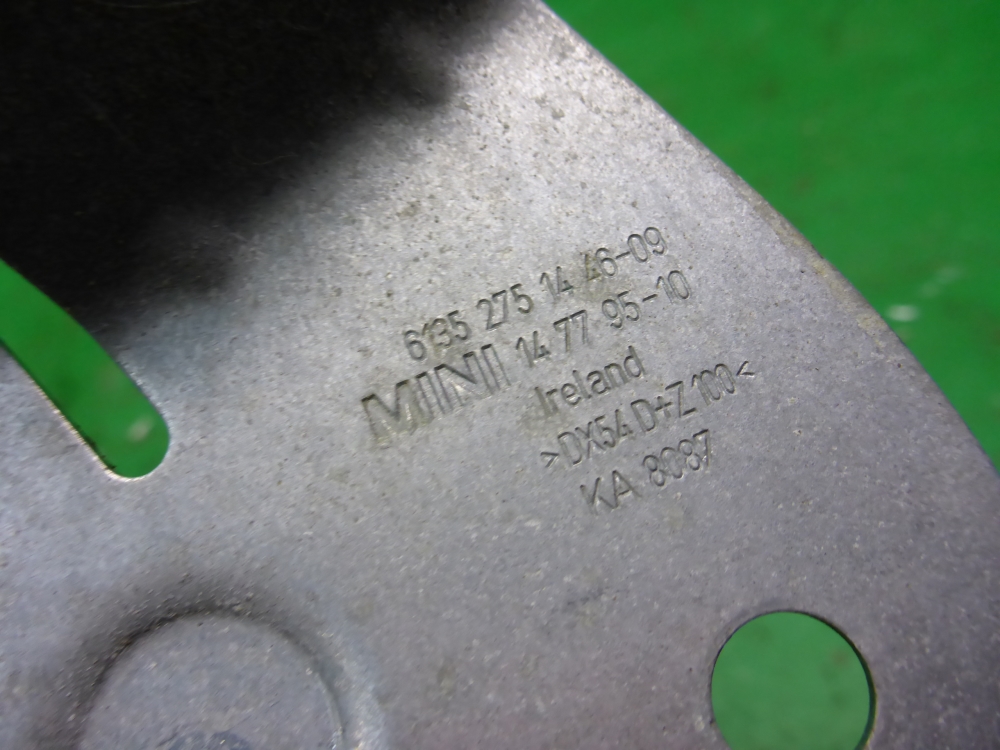 6135 275 14 46-09
MINI 14 77 95-10
Ireland
>DX54 D+Z 100<
KA 8087